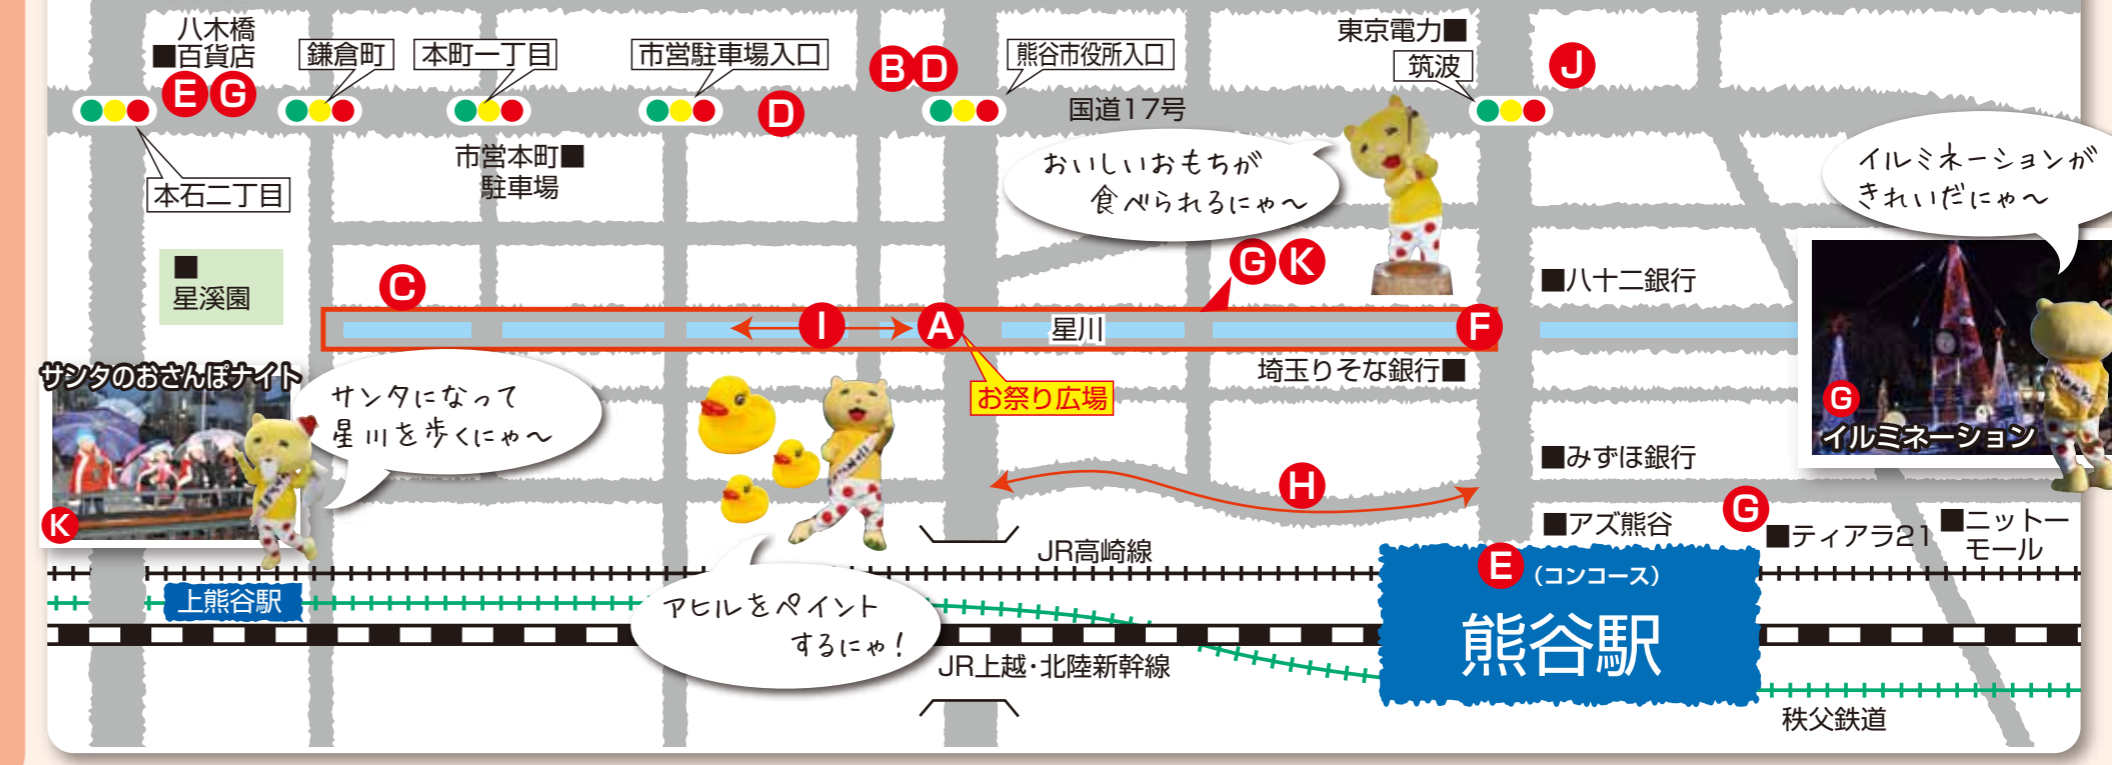 八木橋
■百貨店
E G
鎌倉町
本町一丁目
市営駐車場入口
D
B D
熊谷市役所入口
国道17号
東京電力■
筑波
J
本石二丁目
市営本町■
駐車場
おいしいおもちが
食べられるにゃ～
イルミネーションが
きれいだにゃ～
■
星溪園
C
I
A
星川
G K
F
■八十二銀行
お祭り広場
埼玉りそな銀行■
サンタのおさんぽナイト
サンタになって
星川を歩くにゃ～
K
G
イルミネーション
■みずほ銀行
H
■アズ熊谷
G
■ティアラ21
■ニットー
モール
JR高崎線
E (コンコース)
熊谷駅
上熊谷駅
アヒルをペイント
するにゃ!
JR上越・北陸新幹線
秩父鉄道